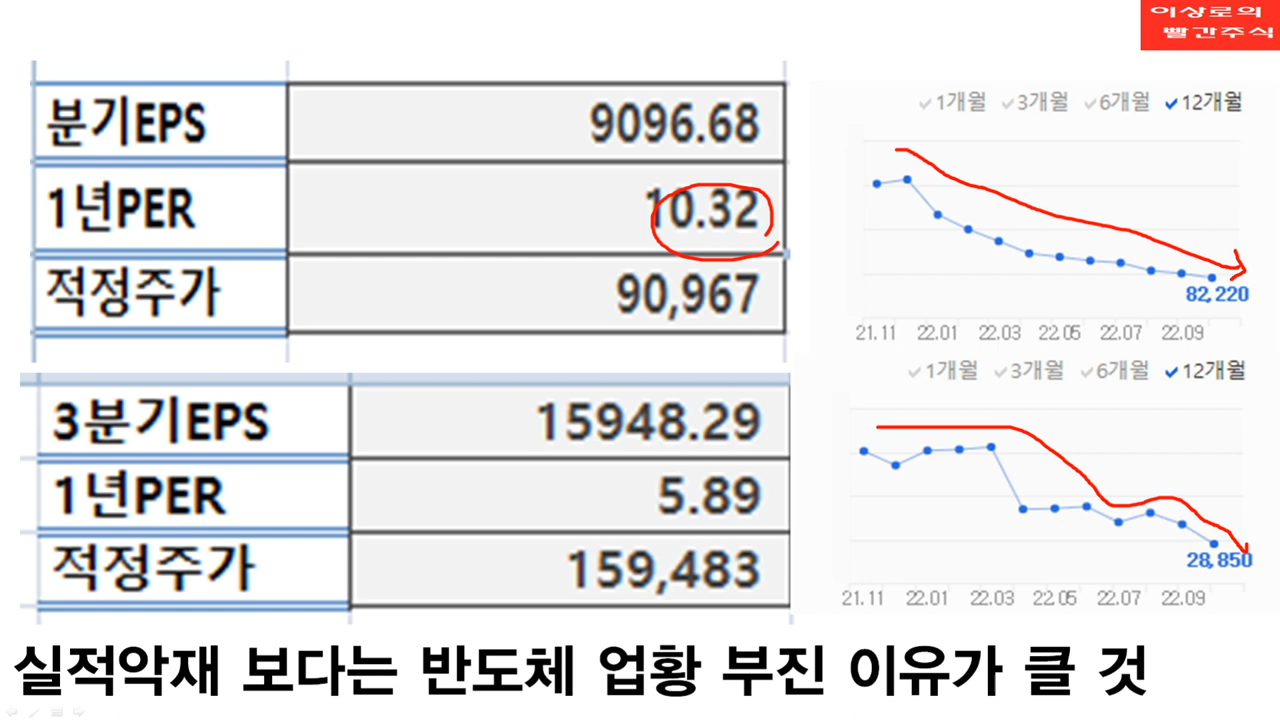 이상로의
빨간주식
분기EPS 9096.68
1년PER 10.32
적정주가 90,967
1개월 3개월 6개월 12개월
82,220
21.11 22.01 22.03 22.05 22.07 22.09
3분기EPS 15948.29
1년PER 5.89
적정주가 159,483
1개월 3개월 6개월 12개월
28,850
21.11 22.01 22.03 22.05 22.07 22.09
실적악재 보다는 반도체 업황 부진 이유가 클 것